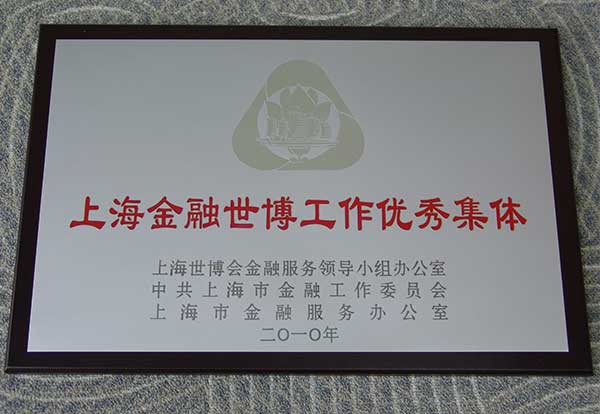 上海金融世博工作优秀集体
上海世博会金融服务领导小组办公室
中共上海市金融工作委员会
上海市金融服务办公室
二〇一〇年